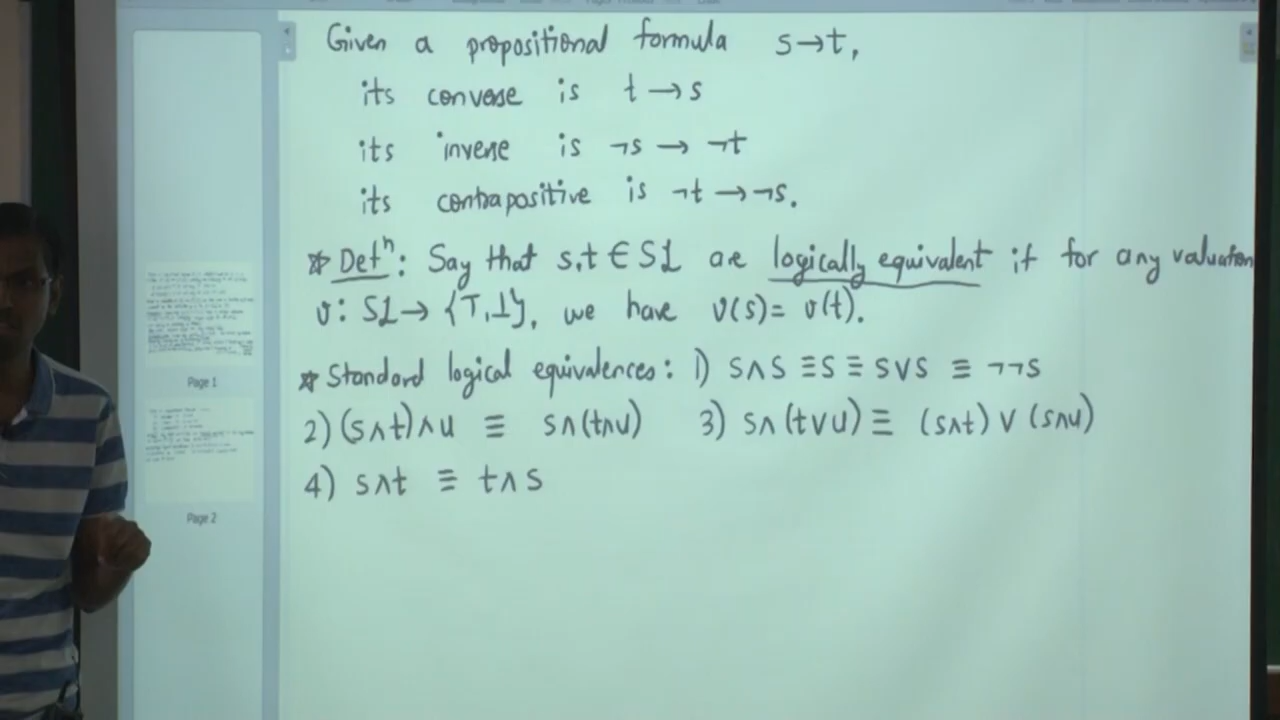 Given a propositional formula s→t,
its converse is t→s
its inverse is ¬s → ¬t
its contrapositive is ¬t → ¬s.
* Defⁿ: Say that s,t ∈ SL are logically equivalent if for any valuation
v: SL → {T,⊥}, we have v(s) = v(t).
* Standard logical equivalences: 1) s∧s ≡ s ≡ s∨s ≡ ¬¬s
2) (s∧t)∧u ≡ s∧(t∧u) 3) s∧(t∨u) ≡ (s∧t) ∨ (s∧u)
4) s∧t ≡ t∧s
Page 1
Page 2